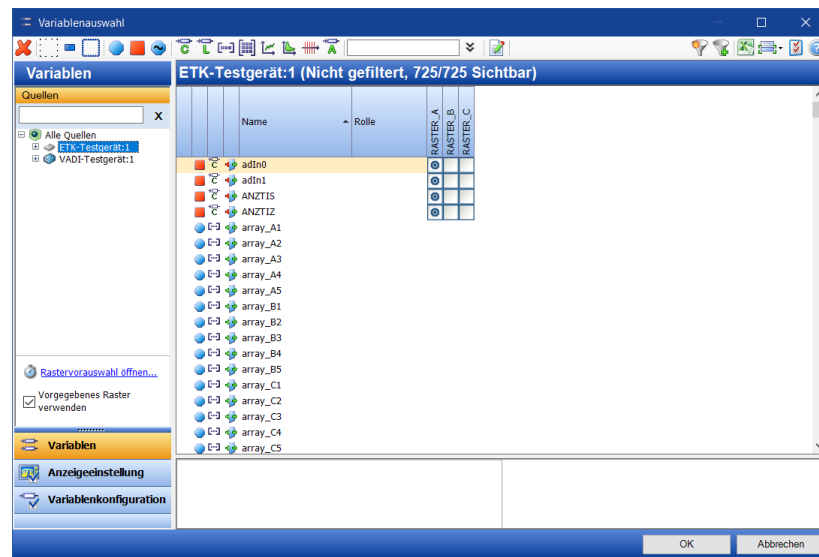 Variablenauswahl
Variablen
ETK-Testgerät:1 (Nicht gefiltert, 725/725 Sichtbar)
Quellen
X
Alle Quellen
ETK-Testgerät:1
VADI-Testgerät:1
Name
Rolle
RASTER_A
RASTER_B
RASTER_C
adIn0
adIn1
ANZTIS
ANZTIZ
array_A1
array_A2
array_A3
array_A4
array_A5
array_B1
array_B2
array_B3
array_B4
array_B5
array_C1
array_C2
array_C3
array_C4
array_C5
Rastervorauswahl öffnen...
Vorgegebenes Raster
verwenden
Variablen
Anzeigeeinstellung
Variablenkonfiguration
OK
Abbrechen